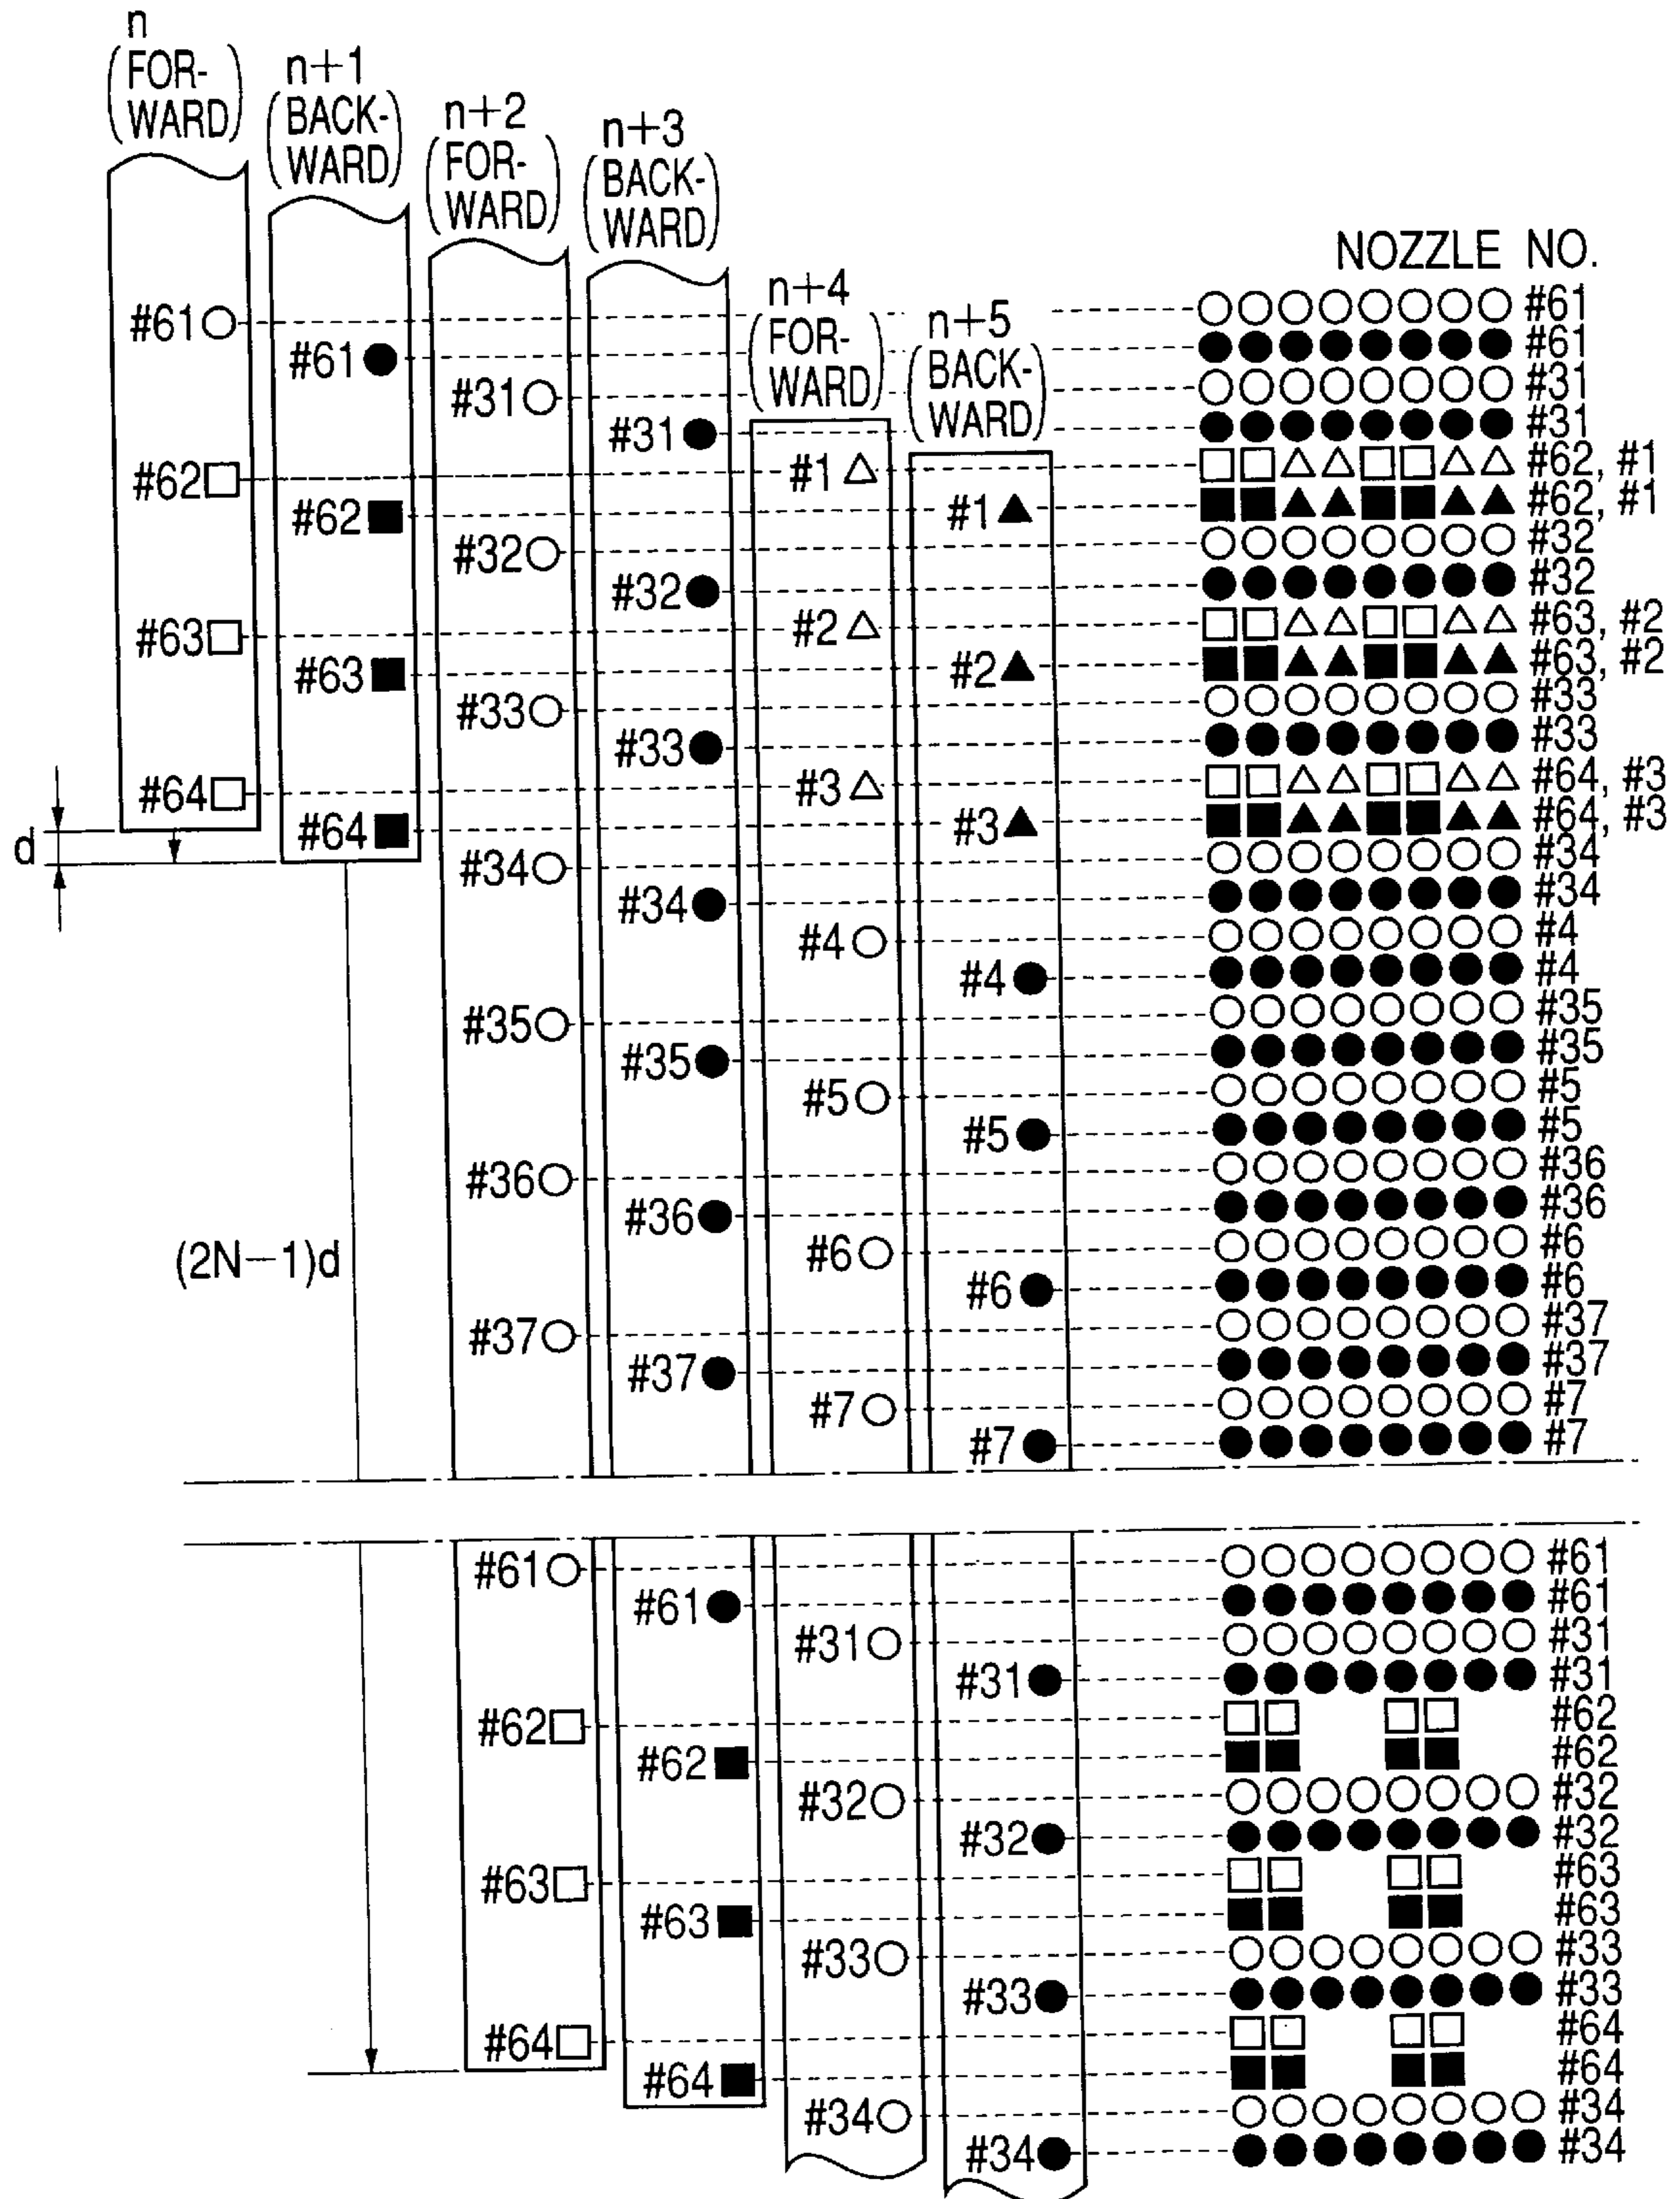 n
(FOR-
WARD)
n+1
(BACK-
WARD)
n+2
(FOR-
WARD)
n+3
(BACK-
WARD)
n+4
(FOR-
WARD)
n+5
(BACK-
WARD)
NOZZLE NO.
#61 #61
#61 #61
#31 #31
#31 #31
#62 #1 #62, #1
#62 #1 #62, #1
#32 #32
#32 #32
#63 #2 #63, #2
#63 #2 #63, #2
#33 #33
#33 #33
#64 #3 #64, #3
#64 #3 #64, #3
d
#34 #34
#34 #34
#4 #4
#4 #4
#35 #35
#35 #35
#5 #5
#5 #5
#36 #36
#36 #36
(2N-1)d
#6 #6
#6 #6
#37 #37
#37 #37
#7 #7
#7 #7
#61 #61
#61 #61
#31 #31
#31 #31
#62 #62
#62 #62
#32 #32
#32 #32
#63 #63
#63 #63
#33 #33
#33 #33
#64 #64
#64 #64
#34 #34
#34 #34